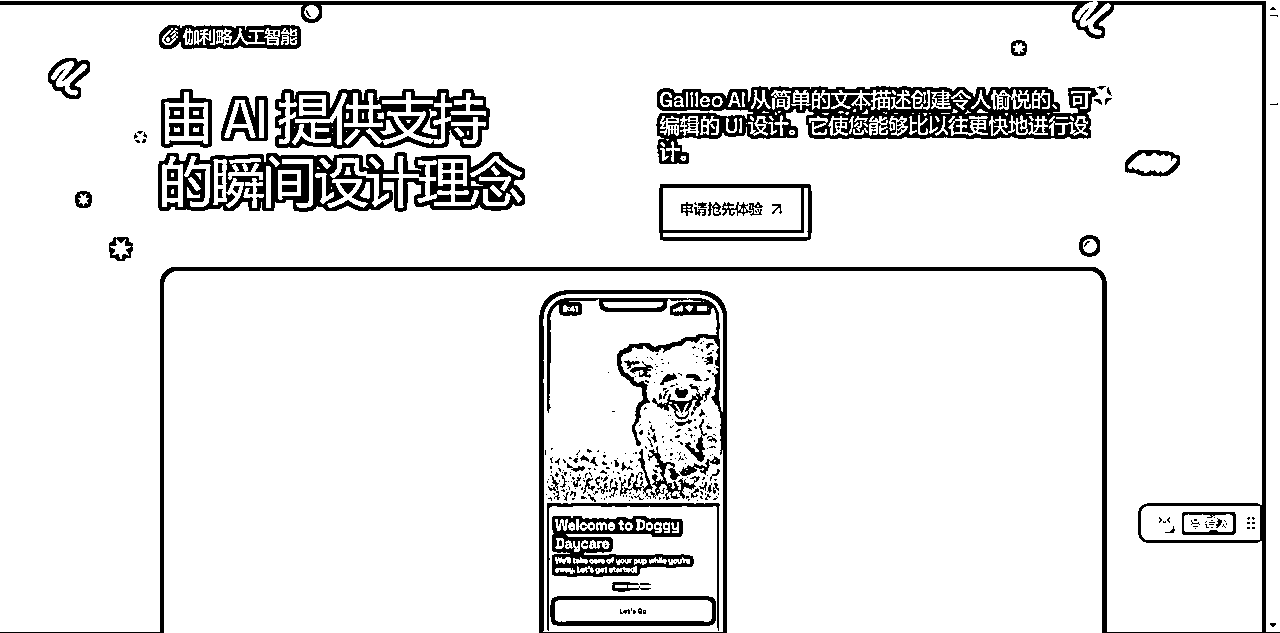 伽利略人工智能
由 AI 提供支持
的瞬间设计理念
Galileo AI 从简单的文本描述创建令人愉悦的、可
编辑的 UI 设计。它使您能够比以往更快地进行设
计。
申请抢先体验
9:41
Welcome to Doggy
Daycare
We'll take care of your pup while you're
away. Let's get started!
Let's Go